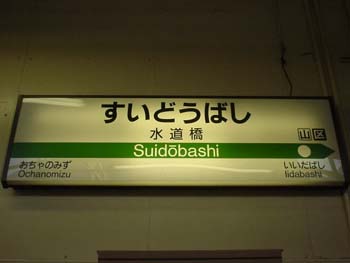 すいどうばし
水道橋
山 区
Suidōbashi
おちゃのみず
Ochanomizu
いいだばし
Iidabashi